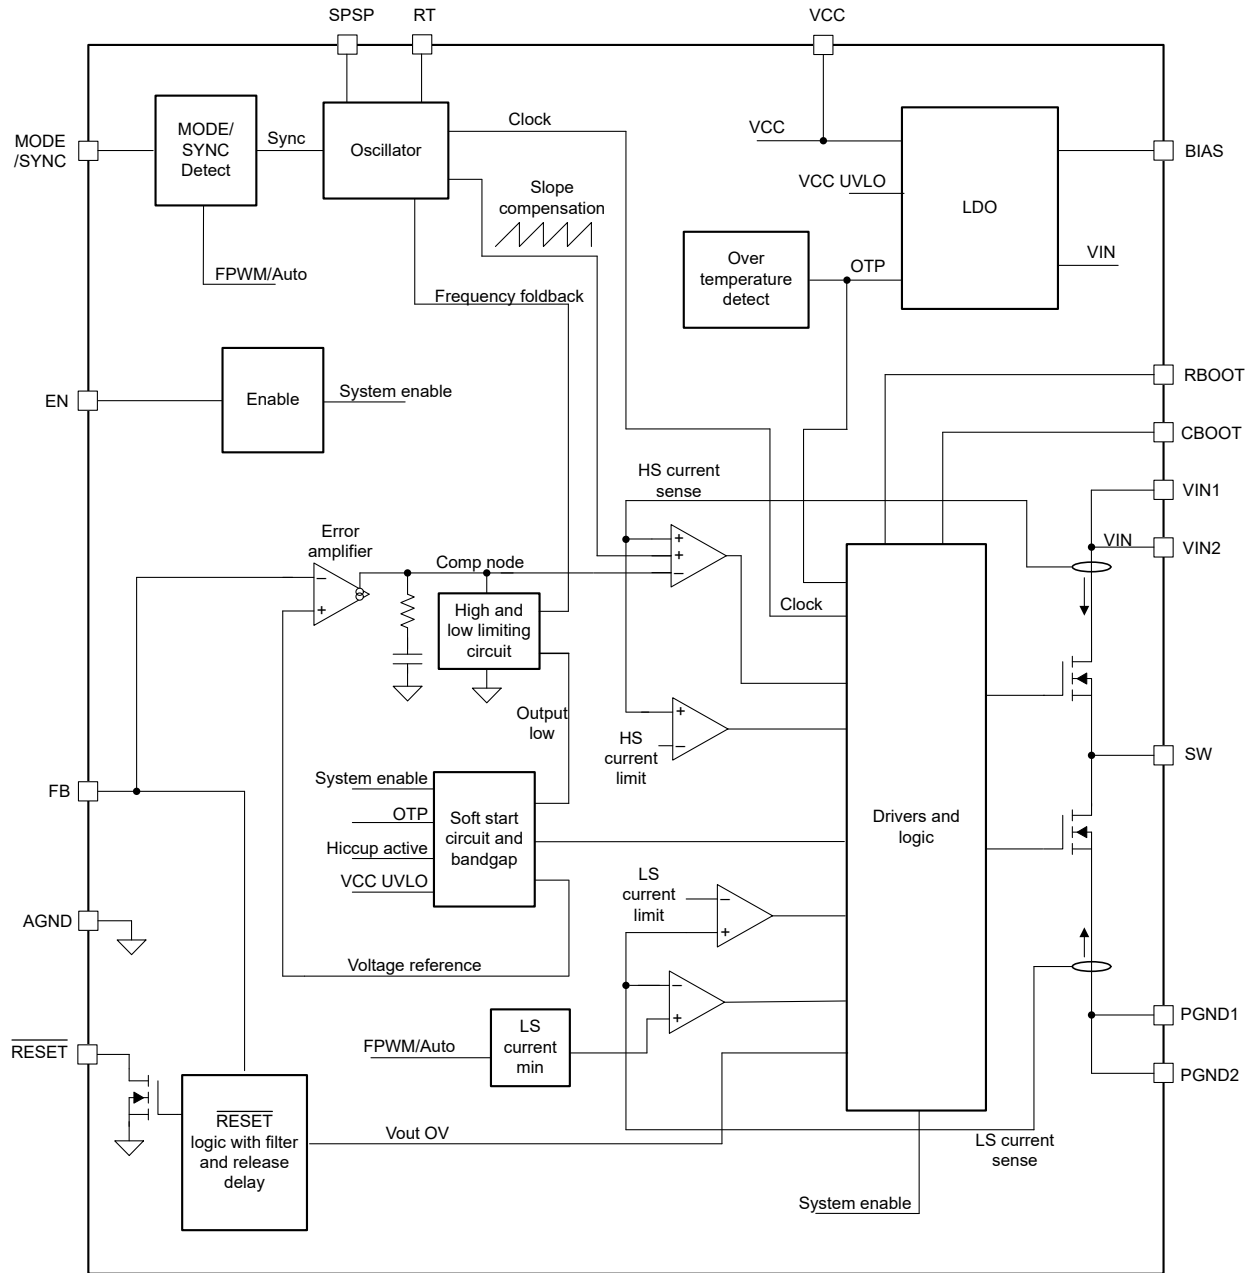 SPSP
RT
VCC
MODE
/SYNC
MODE/
SYNC
Detect
Sync
Oscillator
Clock
VCC
VCC UVLO
LDO
BIAS
Slope
compensation
Over
temperature
detect
OTP
VIN
FPWM/Auto
Frequency foldback
RBOOT
EN
Enable
System enable
CBOOT
HS current
sense
VIN1
Error
amplifier
VIN
VIN2
−
+
Comp node
+
+
−
High and
low limiting
circuit
Clock
Output
low
+
−
HS
current
limit
SW
FB
System enable
OTP
Hiccup active
VCC UVLO
Soft start
circuit and
bandgap
Drivers and
logic
LS
current
limit
−
+
AGND
Voltage reference
−
+
PGND1
RESET
FPWM/Auto
LS
current
min
PGND2
RESET
logic with filter
and release
delay
Vout OV
LS current
sense
System enable